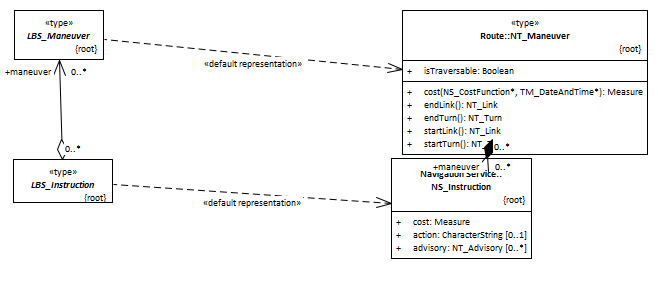 «type»
LBS_Maneuver
{root}
+maneuver
0..*
0..*
«type»
LBS_Instruction
{root}
«default representation»
«default representation»
«type»
Route::NT_Maneuver
{root}
+ isTraversable: Boolean
+ cost(NS_CostFunction*, TM_DateAndTime*): Measure
+ endLink(): NT_Link
+ endTurn(): NT_Turn
+ startLink(): NT_Link
+ startTurn(): 
0..*
+maneuver
0..*
Navigation Service::
NS_Instruction
{root}
+ cost: Measure
+ action: CharacterString [0..1]
+ advisory: NT_Advisory [0..*]